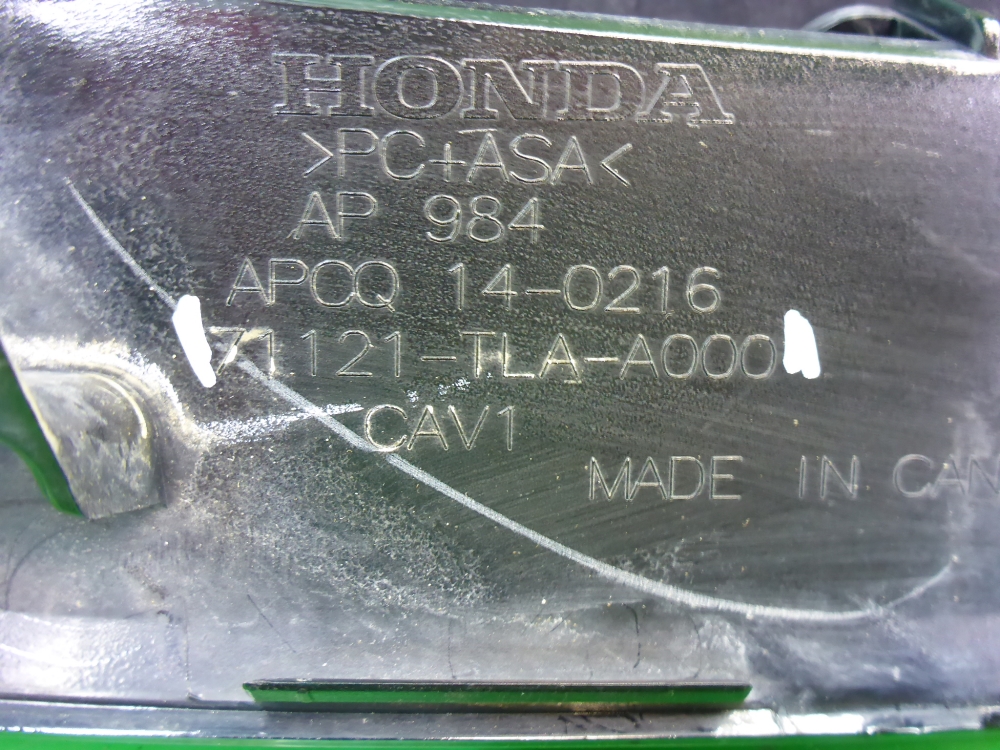 HONDA
>PC+ASA<
AP 984
APCQ 14-0216
71121-TLA-A000
CAV1
MADE IN CAN